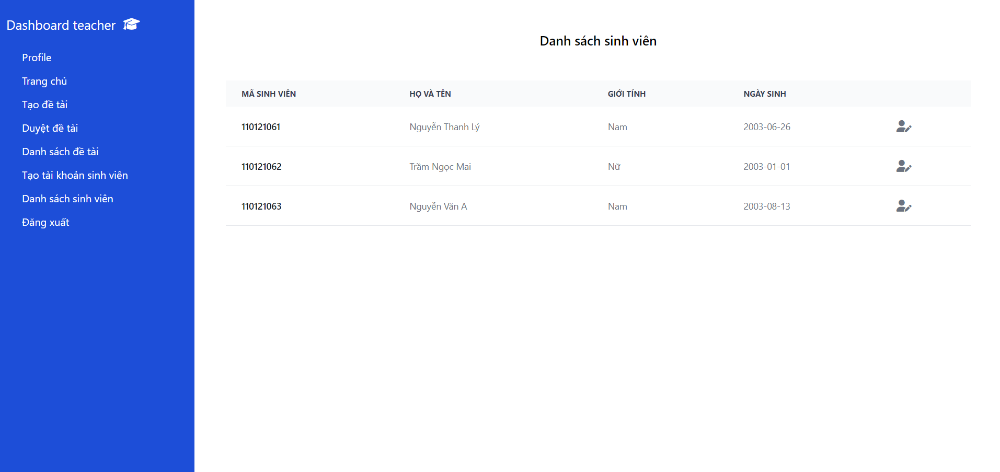 Dashboard teacher
Profile
Trang chủ
Tạo đề tài
Duyệt đề tài
Danh sách đề tài
Tạo tài khoản sinh viên
Danh sách sinh viên
Đăng xuất
Danh sách sinh viên
MÃ SINH VIÊN HỌ VÀ TÊN GIỚI TÍNH NGÀY SINH
110121061 Nguyễn Thanh Lý Nam 2003-06-26
110121062 Trầm Ngọc Mai Nữ 2003-01-01
110121063 Nguyễn Văn A Nam 2003-08-13